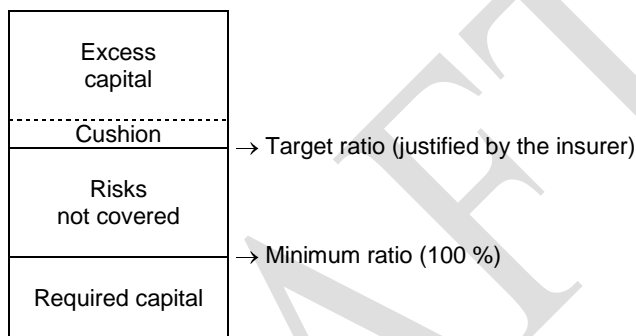 Excess
capital
Cushion
→ Target ratio (justified by the insurer)
Risks
not covered
→ Minimum ratio (100 %)
Required capital